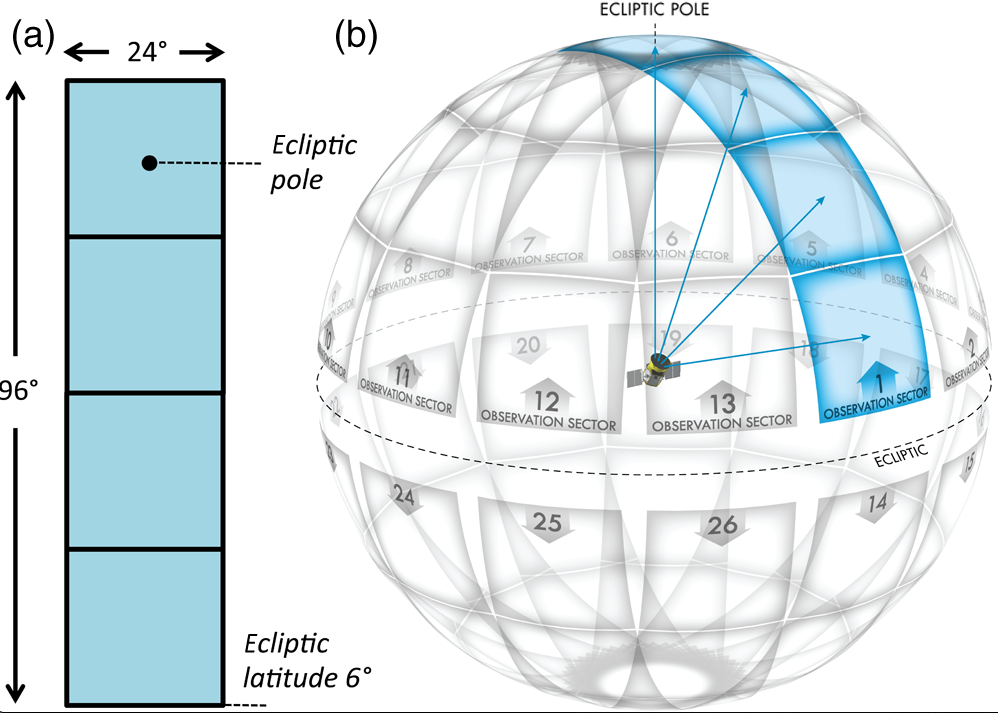 (a)
24°
96°
Ecliptic
pole
Ecliptic
latitude 6°
(b)
ECLIPTIC POLE
7
OBSERVATION SECTOR
6
OBSERVATION SECTOR
5
OBSERVATION SECTOR
8
OBSERVATION SECTOR
4
OBSERVATION SECTOR
9
10
OBSERVATION SECTOR
11
OBSERVATION SECTOR
20
19
18
2
OBSERVATION SECTOR
12
OBSERVATION SECTOR
13
OBSERVATION SECTOR
1
17
OBSERVATION SECTOR
ECLIPTIC
15
24
25
26
14